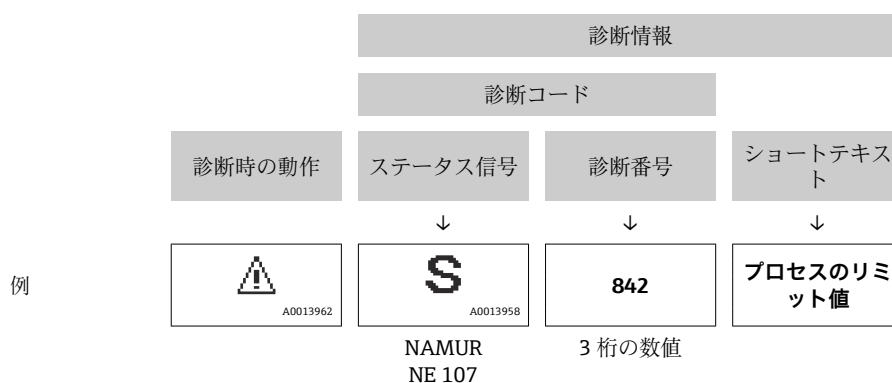 診断情報
診断コード
診断時の動作
ステータス信号
診断番号
ショートテキス
ト
↓
↓
↓
例
A0013962
S
A0013958
842
プロセスのリミ
ット値
NAMUR
NE 107
3 桁の数値